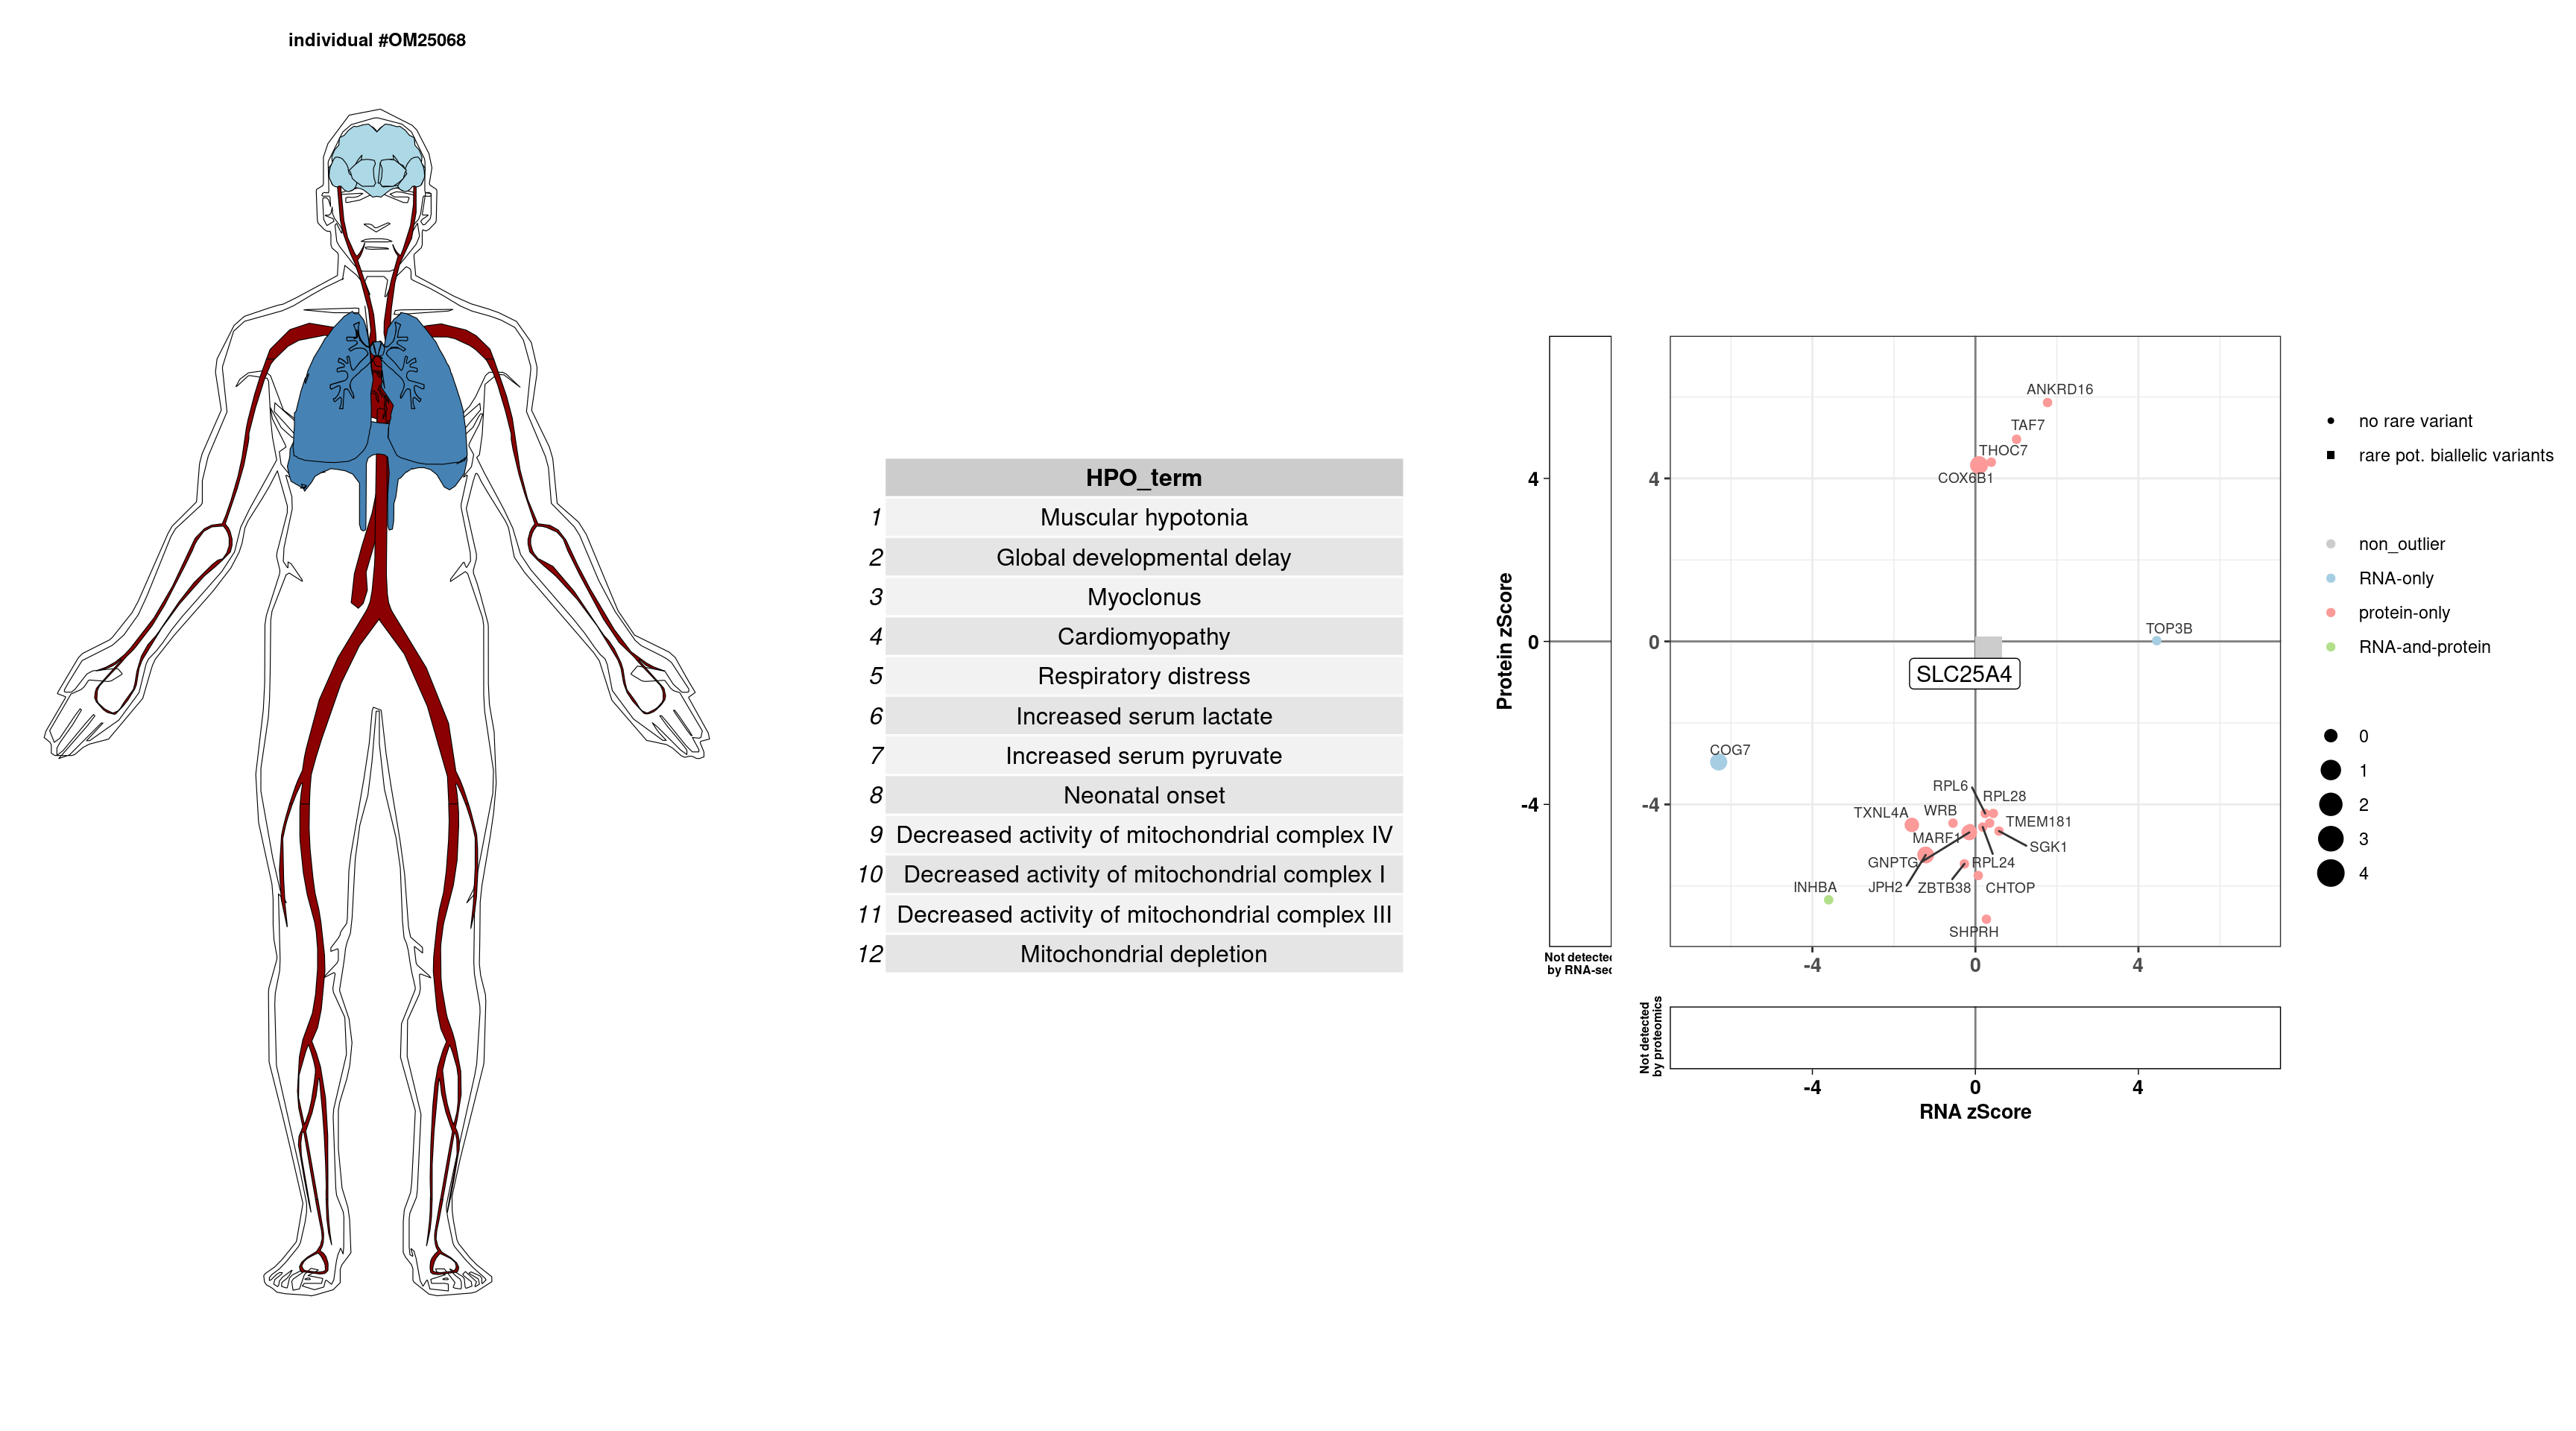 individual #OM25068
HPO_term
1 Muscular hypotonia
2 Global developmental delay
3 Myoclonus
4 Cardiomyopathy
5 Respiratory distress
6 Increased serum lactate
7 Increased serum pyruvate
8 Neonatal onset
9 Decreased activity of mitochondrial complex IV
10 Decreased activity of mitochondrial complex I
11 Decreased activity of mitochondrial complex III
12 Mitochondrial depletion
Protein zScore
4
0
-4
Not detected
by RNA-sec
4
0
-4
ANKRD16
TAF7
THOC7
COX6B1
TOP3B
SLC25A4
COG7
RPL6
RPL28
TXNL4A
WRB
TMEM181
MARF1
SGK1
GNPTG
RPL24
JPH2
ZBTB38
CHTOP
INHBA
SHPRH
-4 0 4
Not detected
by proteomics
-4 0 4
RNA zScore
no rare variant
rare pot. biallelic variants
non_outlier
RNA-only
protein-only
RNA-and-protein
0
1
2
3
4